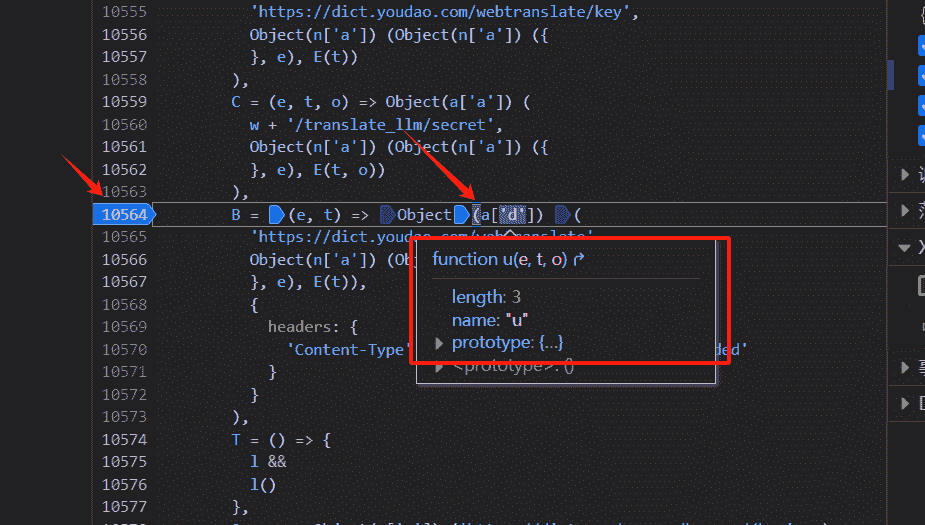 10555 'https://dict.youdao.com/webtranslate/key',
10556 Object(n['a']) (Object(n['a']) ({
10557 }, e), E(t))
10558 ),
10559 C = (e, t, o) => Object(a['a']) (
10560 w + '/translate_llm/secret',
10561 Object(n['a']) (Object(n['a']) ({
10562 }, e), E(t, o))
10563 ),
10564 B = (e, t) => Object (a['d']) (
10565 'https://dict.youdao.com/webtranslate'
10566 Object(n['a']) (Obj
10567 }, e), E(t)),
10568 {
10569 headers: {
10570 'Content-Type' ded'
10571 }
10572 }
10573 ),
10574 T = () => {
10575 l &&
10576 l()
10577 },
function u(e, t, o)
length: 3
name: "u"
prototype: {…}
<prototype>: ()